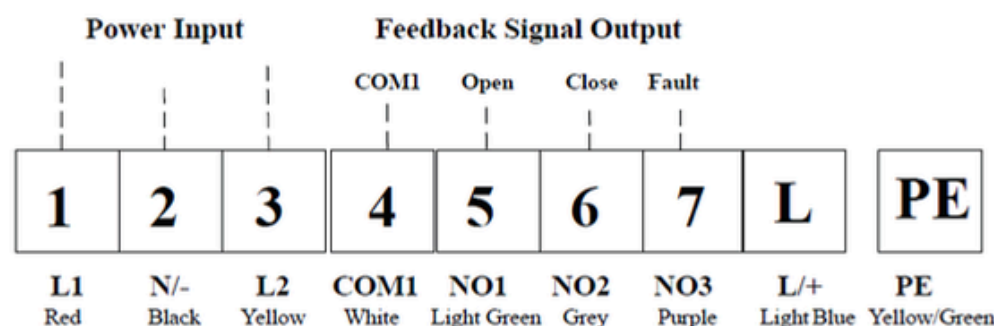 Power Input Feedback Signal Output
COM1 Open Close Fault
1 2 3 4 5 6 7 L PE
L1 N/- L2 COM1 NO1 NO2 NO3 L/+ PE
Red Black Yellow White Light Green Grey Purple Light Blue Yellow/Green